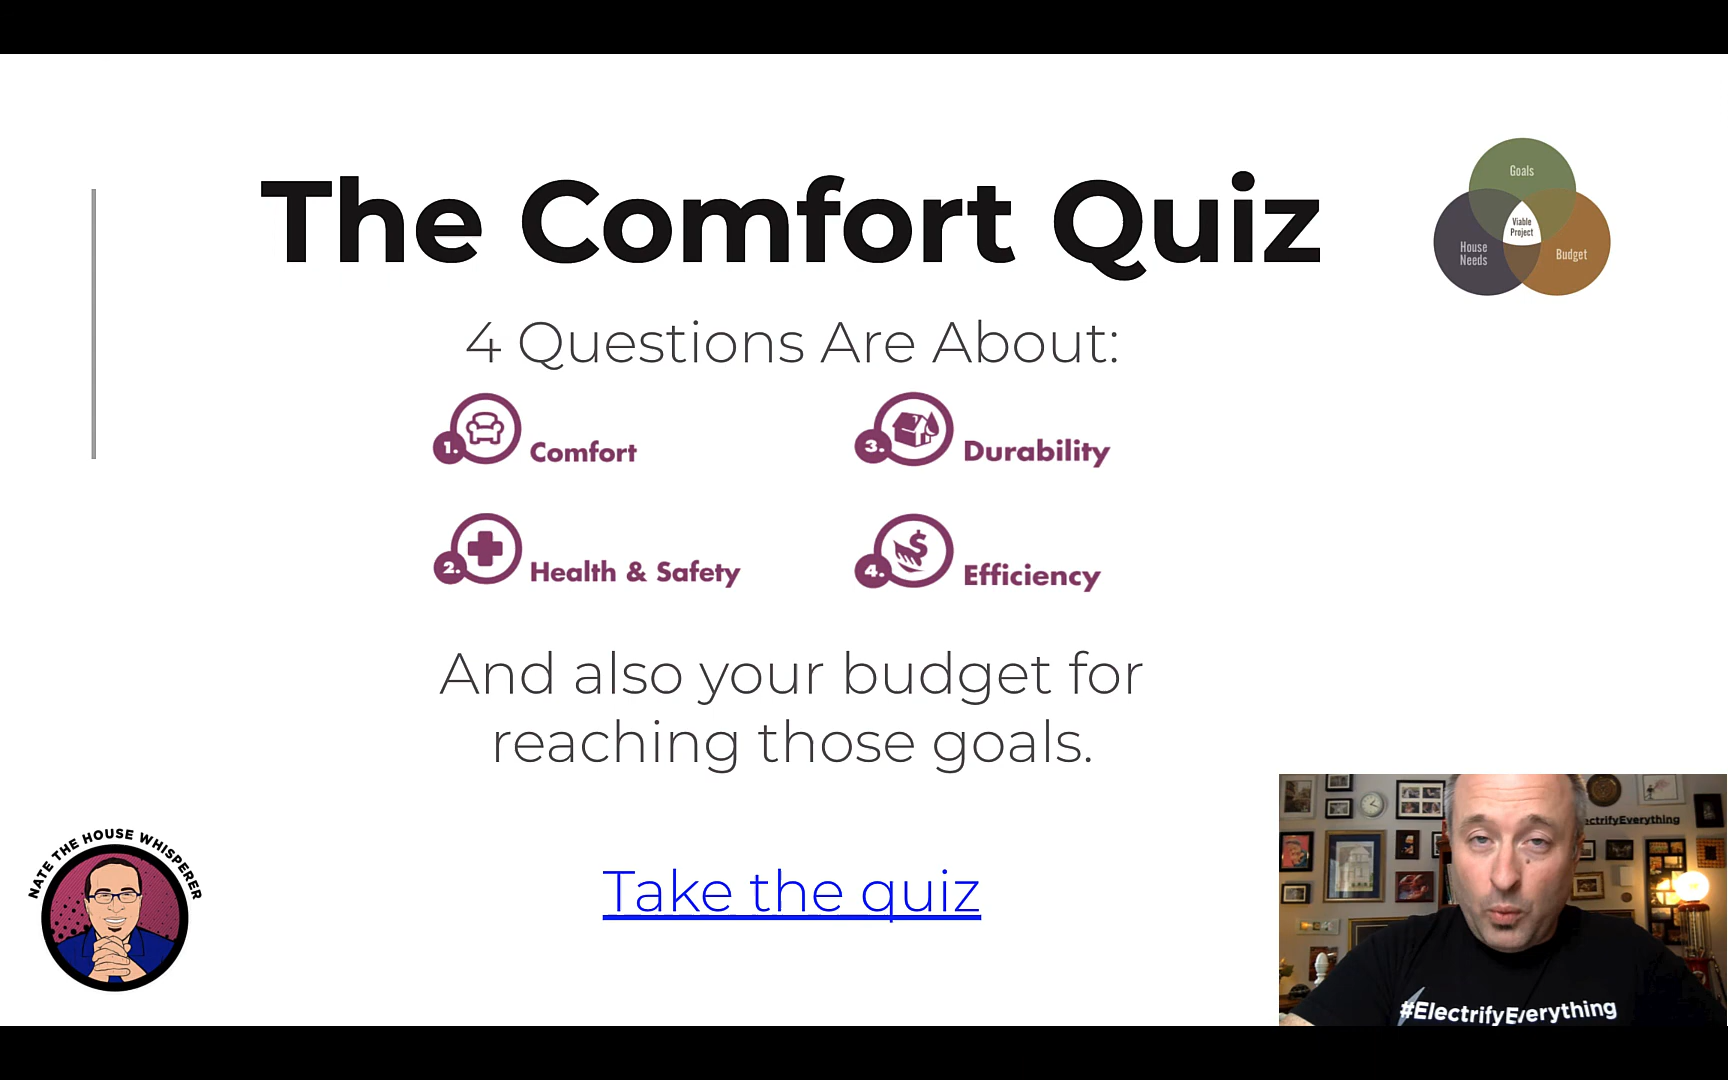 The Comfort Quiz
Goals
Viable
Project
House
Needs
Budget
4 Questions Are About:
1. Comfort
3. Durability
2. Health & Safety
4. $ Efficiency
And also your budget for
reaching those goals.
Take the quiz
NATE THE HOUSE WHISPERER
ectrifyEverything
#ElectrifyEverything